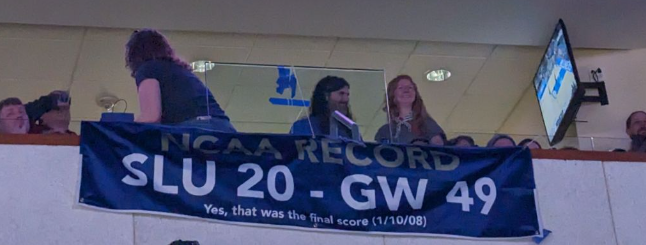 NCAA RECORD
SLU 20 - GW 49
Yes, that was the final score (1/10/08)